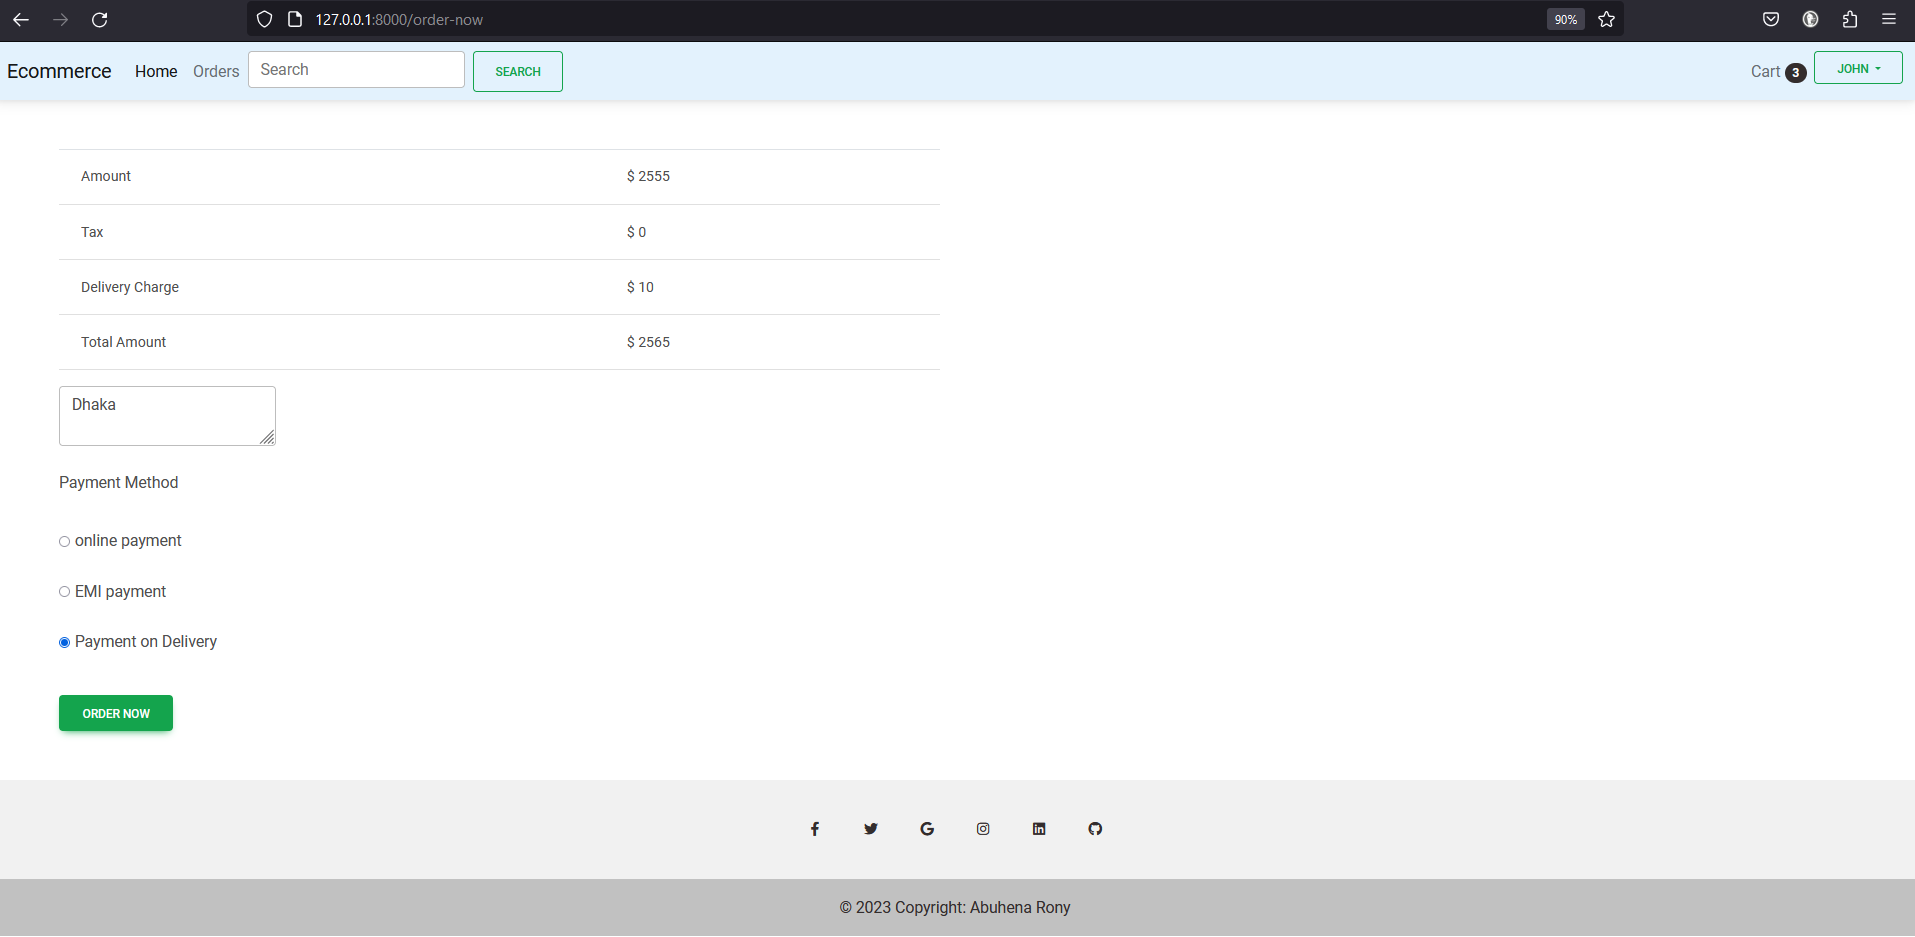 127.0.0.1:8000/order-now 90%
Ecommerce Home Orders Search SEARCH Cart 3 JOHN
Amount $ 2555
Tax $ 0
Delivery Charge $ 10
Total Amount $ 2565
Dhaka
Payment Method
online payment
EMI payment
Payment on Delivery
ORDER NOW
© 2023 Copyright: Abuhena Rony